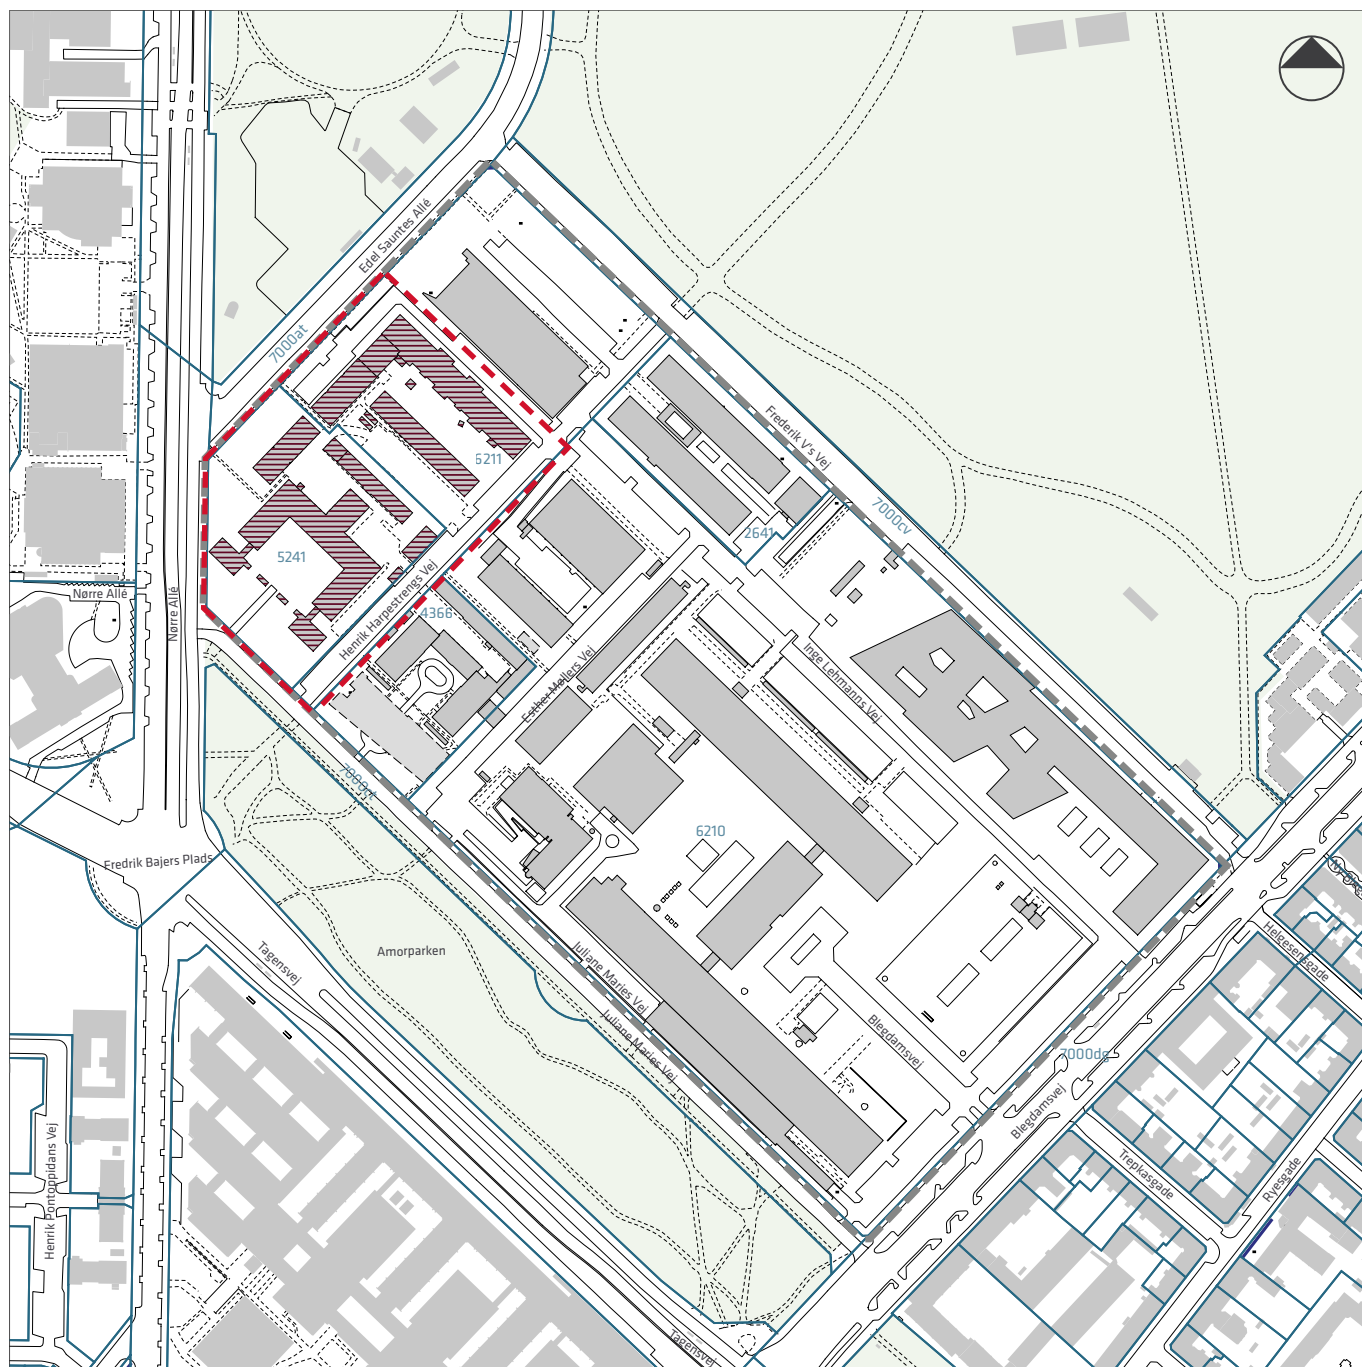 Edel Sauntes Allé
7000at
Frederik V's Vej
6211
7000cv
2641
5241
Nørre Allé
Nørre Allé
Henrik Harpestrengs Vej
4366
Esther Møllers Vej
Inge Lehmanns Vej
6210
Fredrik Bajers Plads
Helgesensgade
Amorparken
Tagensvej
Juliane Maries Vej
Juliane Maries Vej
Blegdamsvej
7000dg
Blegdamsvej
Henrik Pontoppidans Vej
Trepkasgade
Ryesgade
Tagensvej